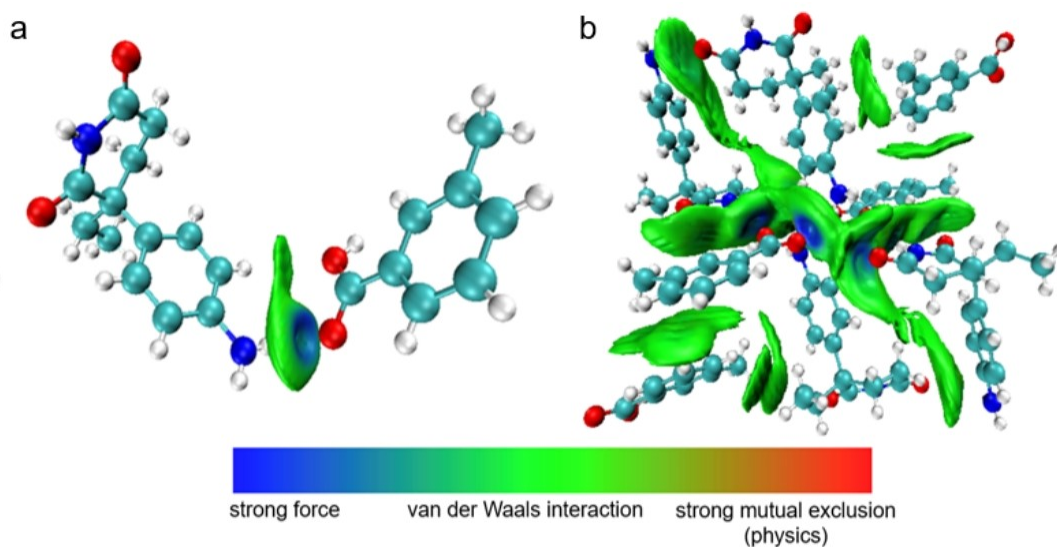 a
b
strong force
van der Waals interaction
strong mutual exclusion
(physics)